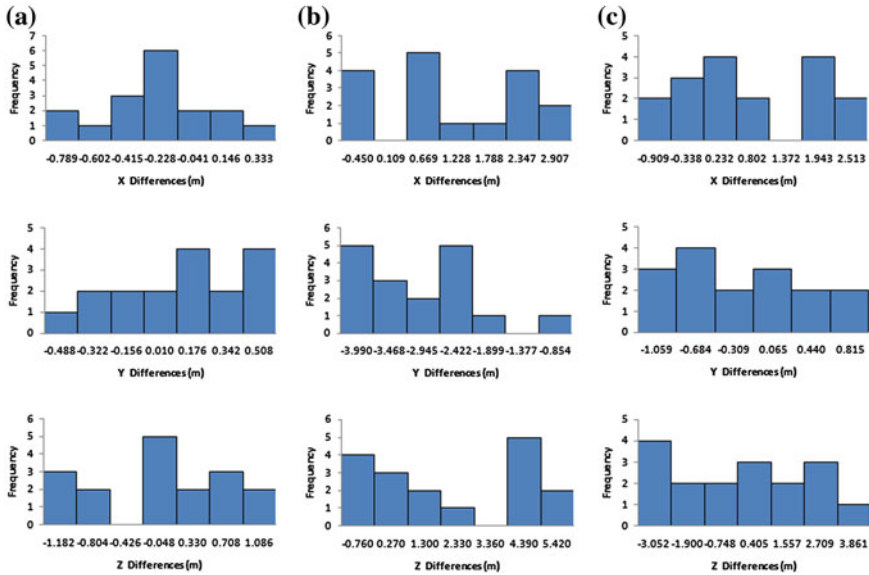 (a) (b) (c)
7
6
5
4
3
2
1
0
Frequency
-0.789 -0.602 -0.415 -0.228 -0.041 0.146 0.333
X Differences (m)
6
5
4
3
2
1
0
Frequency
-0.450 0.109 0.669 1.228 1.788 2.347 2.907
X Differences (m)
5
4
3
2
1
0
Frequency
-0.909 -0.338 0.232 0.802 1.372 1.943 2.513
X Differences (m)
5
4
3
2
1
0
Frequency
-0.488 -0.322 -0.156 0.010 0.176 0.342 0.508
Y Differences (m)
6
5
4
3
2
1
0
Frequency
-3.990 -3.468 -2.945 -2.422 -1.899 -1.377 -0.854
Y Differences (m)
5
4
3
2
1
0
Frequency
-1.059 -0.684 -0.309 0.065 0.440 0.815
Y Differences (m)
6
5
4
3
2
1
0
Frequency
-1.182 -0.804 -0.426 -0.048 0.330 0.708 1.086
Z Differences (m)
6
5
4
3
2
1
0
Frequency
-0.760 0.270 1.300 2.330 3.360 4.390 5.420
Z Differences (m)
5
4
3
2
1
0
Frequency
-3.052 -1.900 -0.748 0.405 1.557 2.709 3.861
Z Differences (m)